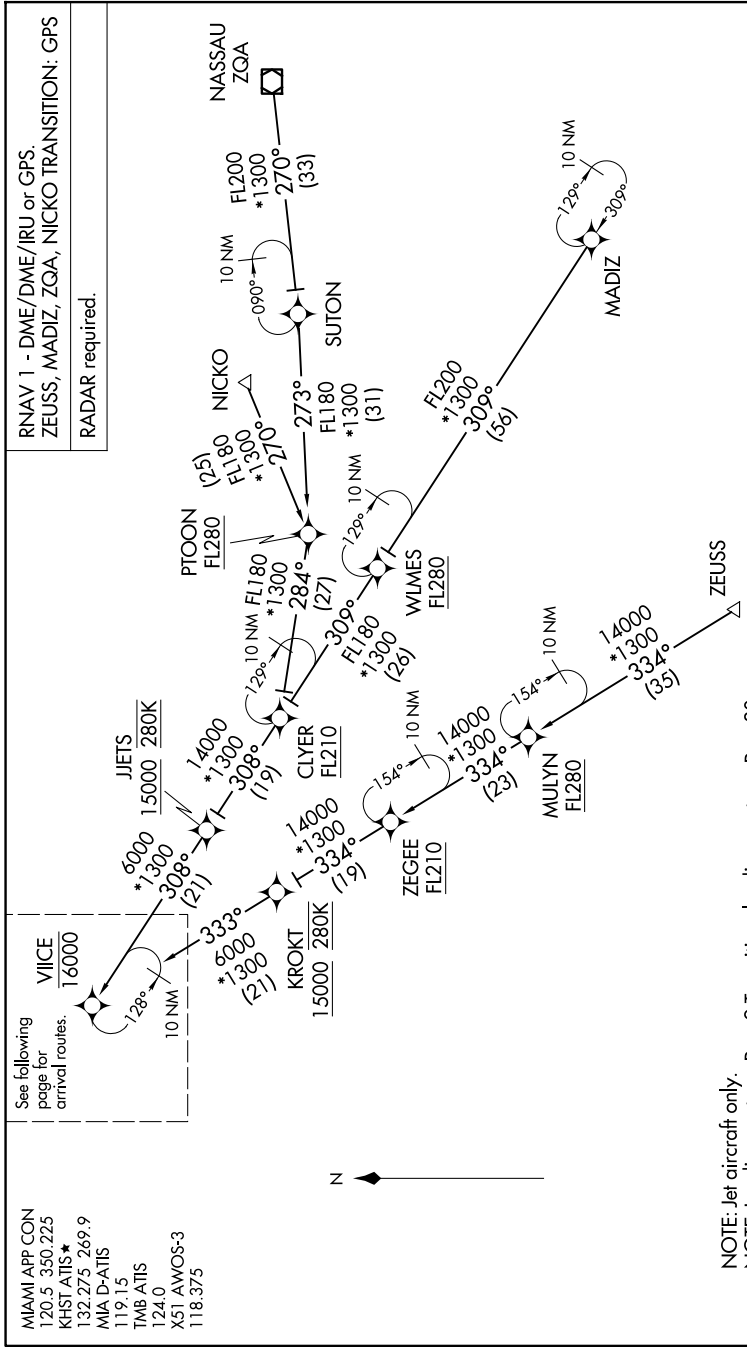 RNAV 1 - DME/DME/IRU or GPS.
ZEUSS, MADIZ, ZQA, NICKO TRANSITION: GPS
RADAR required.
MIAMI APP CON
120.5 350.225
KHST ATIS★
132.275 269.9
MIA D-ATIS
119.15
TMB ATIS
124.0
X51 AWOS-3
118.375
See following
page for
arrival routes.
VIICE
16000
128°
10 NM
6000
*1300
308°
(21)
JJETS
15000 280K
14000
*1300
308°
(19)
CLYER
FL210
129°
10 NM
FL180
*1300
284°
(27)
PTOON
FL280
(25)
FL180
*1300
270°
NICKO
273°
FL180
*1300
(31)
SUTON
090°
10 NM
FL200
*1300
270°
(33)
NASSAU
ZQA
309°
FL180
*1300
(26)
WLMES
FL280
129°
10 NM
FL200
*1300
309°
(56)
MADIZ
129°
309°
10 NM
333°
6000
*1300
(21)
KROKT
15000 280K
14000
*1300
334°
(19)
ZEGEE
FL210
154°
10 NM
14000
*1300
334°
(23)
MULYN
FL280
154°
10 NM
14000
*1300
334°
(35)
ZEUSS
N
NOTE: Jet aircraft only.